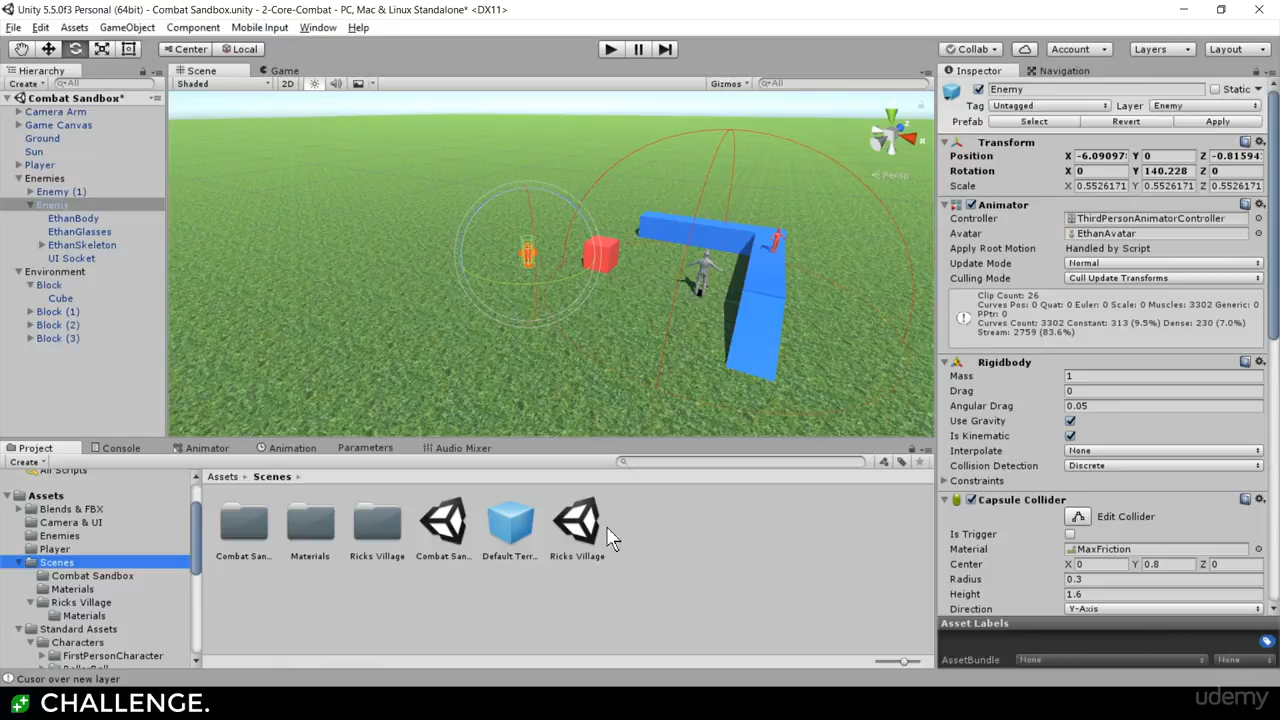 Unity 5.5.0f3 Personal (64bit) - Combat Sandbox.unity - 2-Core-Combat - PC, Mac & Linux Standalone* <DX11>
File Edit Assets GameObject Component Mobile Input Window Help
Center Local Collab Account Layers Layout
Hierarchy
Create All
Combat Sandbox*
Camera Arm
Game Canvas
Ground
Sun
Player
Enemies
Enemy (1)
Enemy
EthanBody
EthanGlasses
EthanSkeleton
UI Socket
Environment
Block
Cube
Block (1)
Block (2)
Block (3)
Scene Game
Shaded 2D Gizmos All
Persp
Inspector Navigation
Enemy Static
Tag Untagged Layer Enemy
Prefab Select Revert Apply
Transform
Position X -6.0909 Y 0 Z -0.8159
Rotation X 0 Y 140.228 Z 0
Scale X 0.5526171 Y 0.5526171 Z 0.5526171
Animator
Controller ThirdPersonAnimatorController
Avatar EthanAvatar
Apply Root Motion Handled by Script
Update Mode Normal
Culling Mode Cull Update Transforms
Clip Count: 26
Curves Pos: 0 Quat: 0 Euler: 0 Scale: 0 Muscles: 3302 Generic: 0
PPtr: 0
Curves Count: 3302 Constant: 313 (9.5%) Dense: 230 (7.0%)
Stream: 2759 (83.6%)
Rigidbody
Mass 1
Drag 0
Angular Drag 0.05
Use Gravity
Is Kinematic
Interpolate None
Collision Detection Discrete
Constraints
Capsule Collider
Edit Collider
Is Trigger
Material MaxFriction
Center X 0 Y 0.8 Z 0
Radius 0.3
Height 1.6
Direction Y-Axis
Asset Labels
AssetBundle None None
Project Console Animator Animation Parameters Audio Mixer
Create
All Scripts
Assets
Blends & FBX
Camera & UI
Enemies
Player
Scenes
Combat Sandbox
Materials
Ricks Village
Materials
Standard Assets
Characters
FirstPersonCharacter
Assets Scenes
Combat San... Materials Ricks Village Combat San... Default Terr... Ricks Village
Cusor over new layer
CHALLENGE.
udemy